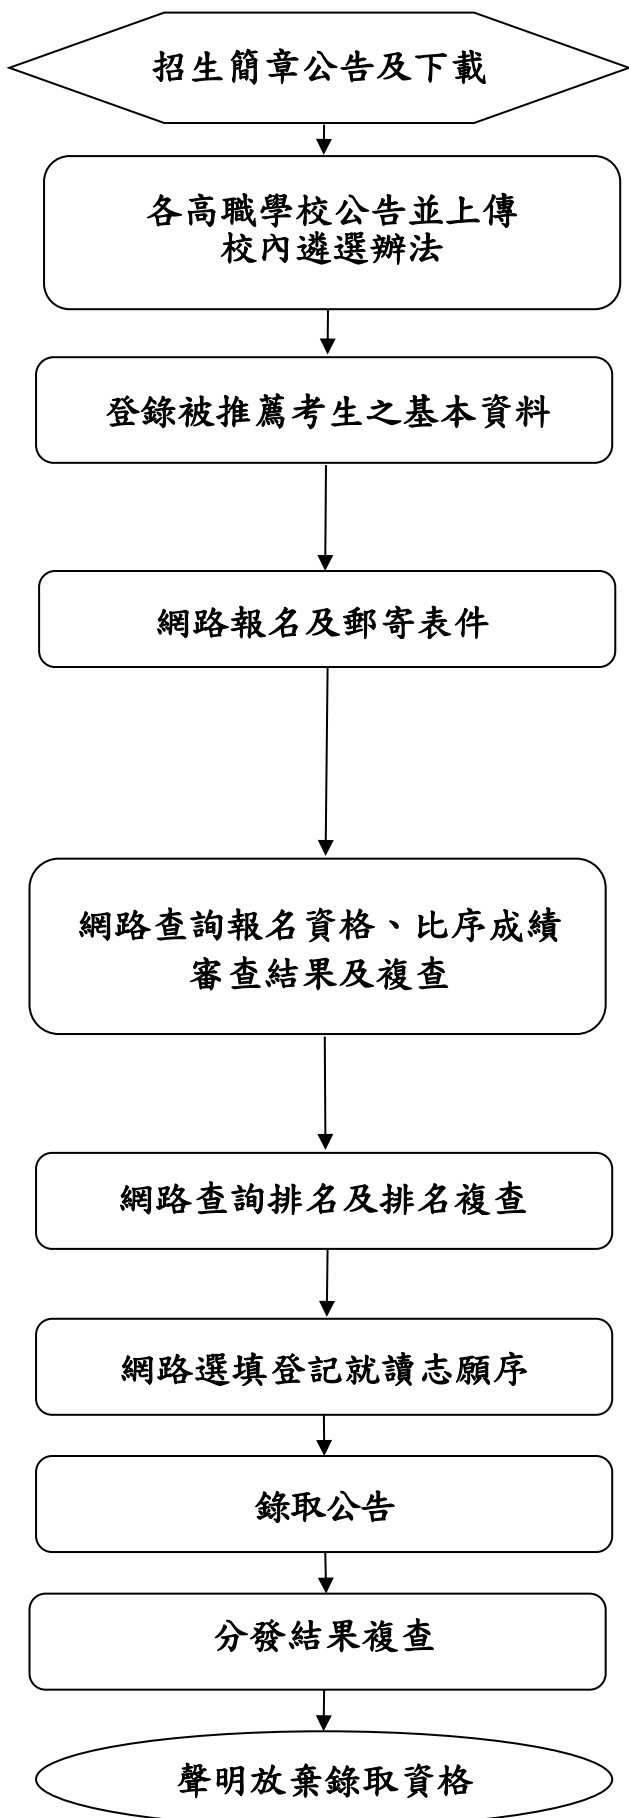 招生簡章公告及下載
各高職學校公告並上傳
校內遴選辦法
登錄被推薦考生之基本資料
網路報名及郵寄表件
網路查詢報名資格、比序成績
審查結果及複查
網路查詢排名及排名複查
網路選填登記就讀志願序
錄取公告
分發結果複查
聲明放棄錄取資格